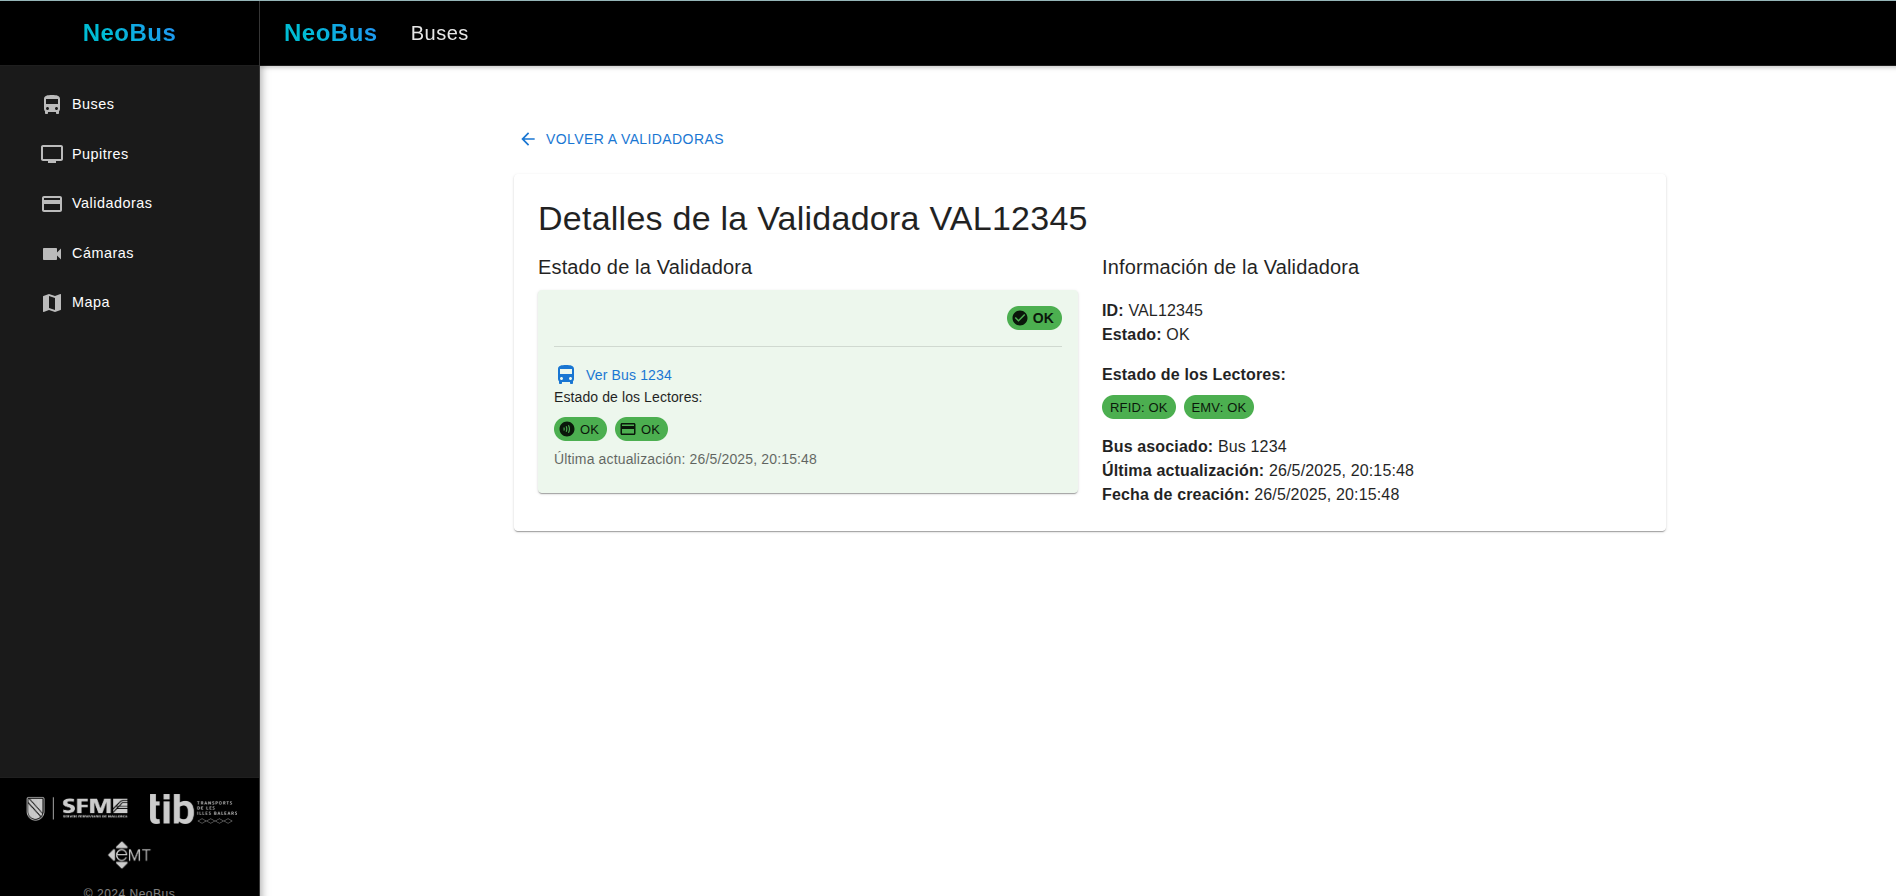 NeoBus
NeoBus
Buses
Buses
Pupitres
Validadoras
Cámaras
Mapa
VOLVER A VALIDADORAS
Detalles de la Validadora VAL12345
Estado de la Validadora
OK
Ver Bus 1234
Estado de los Lectores:
OK
OK
Última actualización: 26/5/2025, 20:15:48
Información de la Validadora
ID: VAL12345
Estado: OK
Estado de los Lectores:
RFID: OK
EMV: OK
Bus asociado: Bus 1234
Última actualización: 26/5/2025, 20:15:48
Fecha de creación: 26/5/2025, 20:15:48
SFM
tib
TRANSPORTS
DE LES
ILLES BALEARS
eMT
© 2024 NeoBus